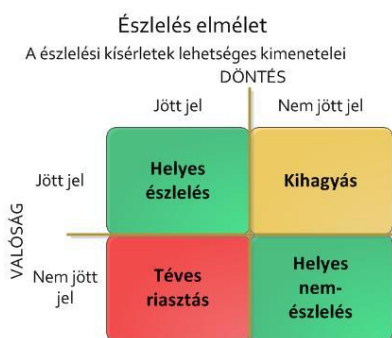 Észlelés elmélet
A észlelési kísérletek lehetséges kimenetelei
DÖNTÉS
Jött jel
Nem jött jel
VALÓSÁG
Jött jel
Helyes
észlelés
Kihagyás
Nem jött
jel
Téves
riasztás
Helyes
nem-
észlelés